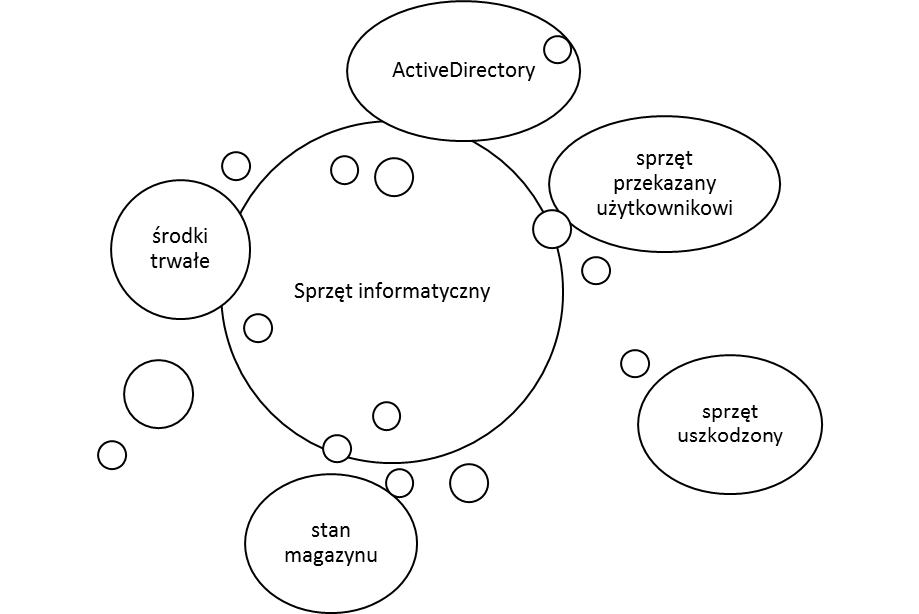 ActiveDirectory
sprzęt
przekazany
użytkownikowi
środki
trwałe
Sprzęt informatyczny
sprzęt
uszkodzony
stan
magazynu